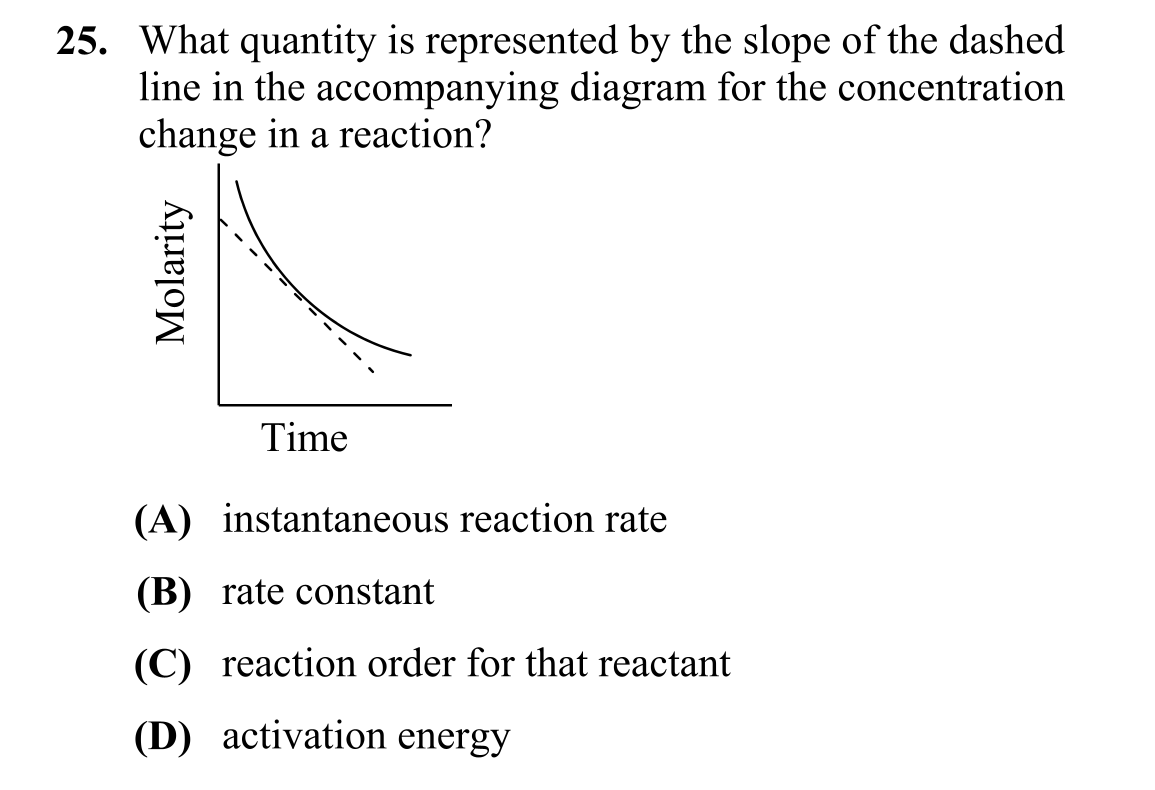 25. What quantity is represented by the slope of the dashed
line in the accompanying diagram for the concentration
change in a reaction?
Molarity
Time
(A) instantaneous reaction rate
(B) rate constant
(C) reaction order for that reactant
(D) activation energy